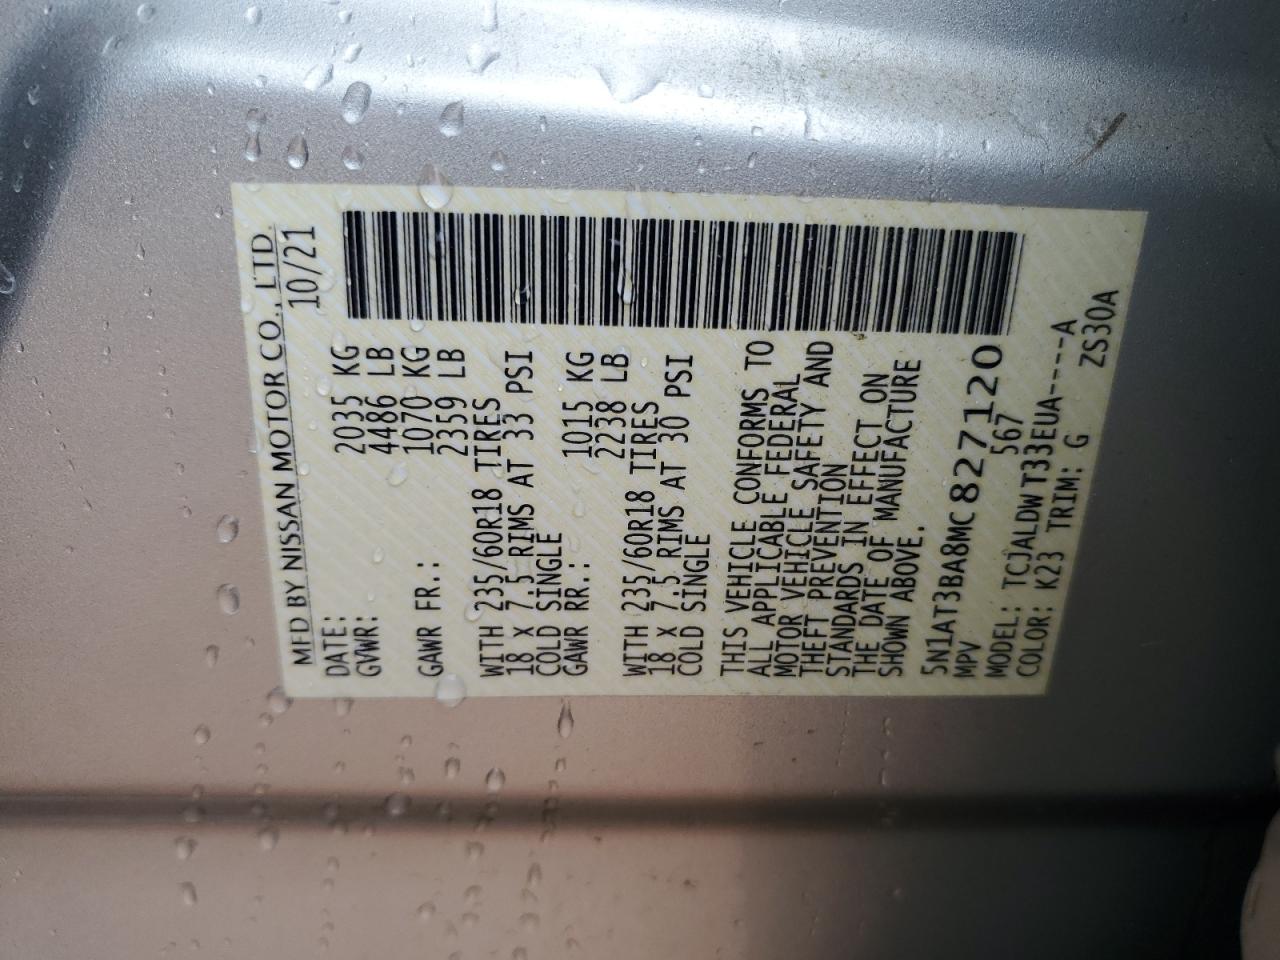 MFD BY NISSAN MOTOR CO., LTD.
DATE: 10/21
GVWR: 2035 KG
4486 LB
GAWR FR.: 1070 KG
2359 LB
WITH 235/60R18 TIRES
18 X 7.5 RIMS AT 33 PSI
COLD SINGLE
GAWR RR.: 1015 KG
2238 LB
WITH 235/60R18 TIRES
18 X 7.5 RIMS AT 30 PSI
COLD SINGLE
THIS VEHICLE CONFORMS TO
ALL APPLICABLE FEDERAL
MOTOR VEHICLE SAFETY AND
THEFT PREVENTION
STANDARDS IN EFFECT ON
THE DATE OF MANUFACTURE
SHOWN ABOVE.
5N1AT3BA8MC827120
MPV 567
MODEL: TCJALDWT33EUA-----A
COLOR: K23 TRIM: G ZS30A